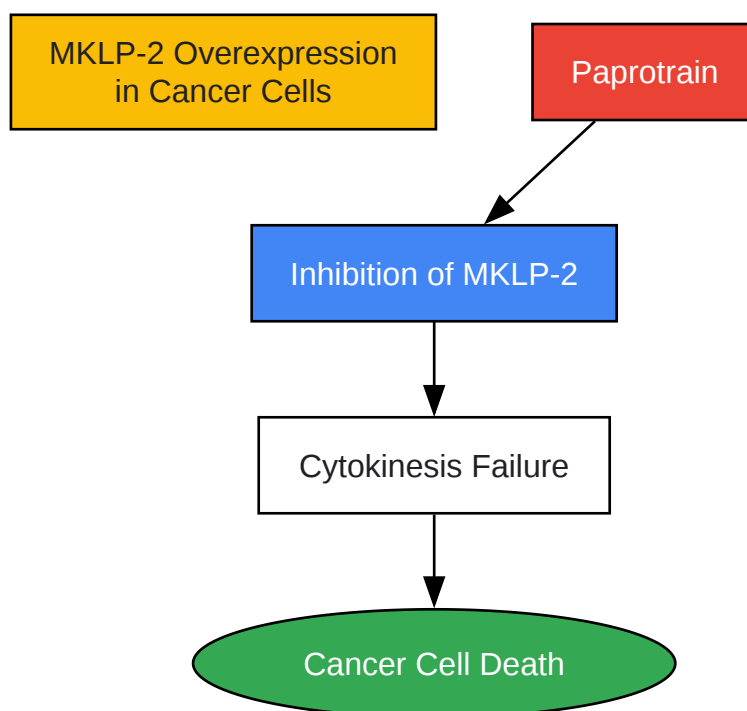 MKLP-2 Overexpression
in Cancer Cells
Paprotrain
Inhibition of MKLP-2
Cytokinesis Failure
Cancer Cell Death